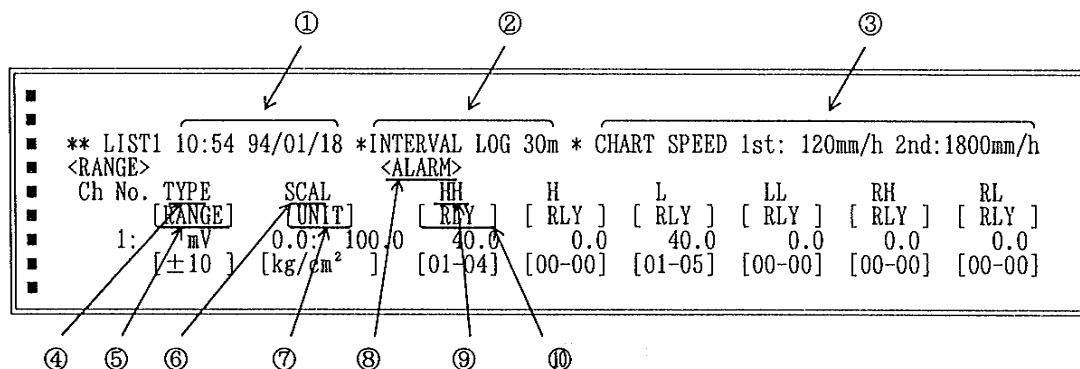 ① ② ③
** LIST1 10:54 94/01/18 *INTERVAL LOG 30m * CHART SPEED 1st: 120mm/h 2nd:1800mm/h
<RANGE> <ALARM>
Ch No. TYPE SCAL HH H L LL RH RL
[RANGE] [UNIT] [ RLY ] [ RLY ] [ RLY ] [ RLY ] [ RLY ] [ RLY ]
1: mV 0.0: 100.0 40.0 0.0 40.0 0.0 0.0 0.0
[±10 ] [kg/cm² ] [01-04] [00-00] [01-05] [00-00] [00-00] [00-00]
④ ⑤ ⑥ ⑦ ⑧ ⑨ ⑩